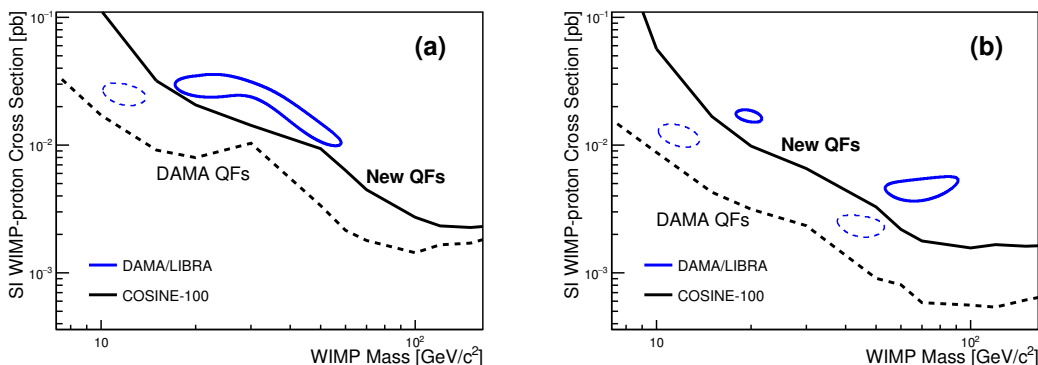 SI WIMP-proton Cross Section [pb]
10⁻¹
10⁻²
10⁻³
(a)
DAMA QFs
New QFs
DAMA/LIBRA
COSINE-100
10
10²
WIMP Mass [GeV/c²]
SI WIMP-proton Cross Section [pb]
10⁻¹
10⁻²
10⁻³
(b)
New QFs
DAMA QFs
DAMA/LIBRA
COSINE-100
10
10²
WIMP Mass [GeV/c²]